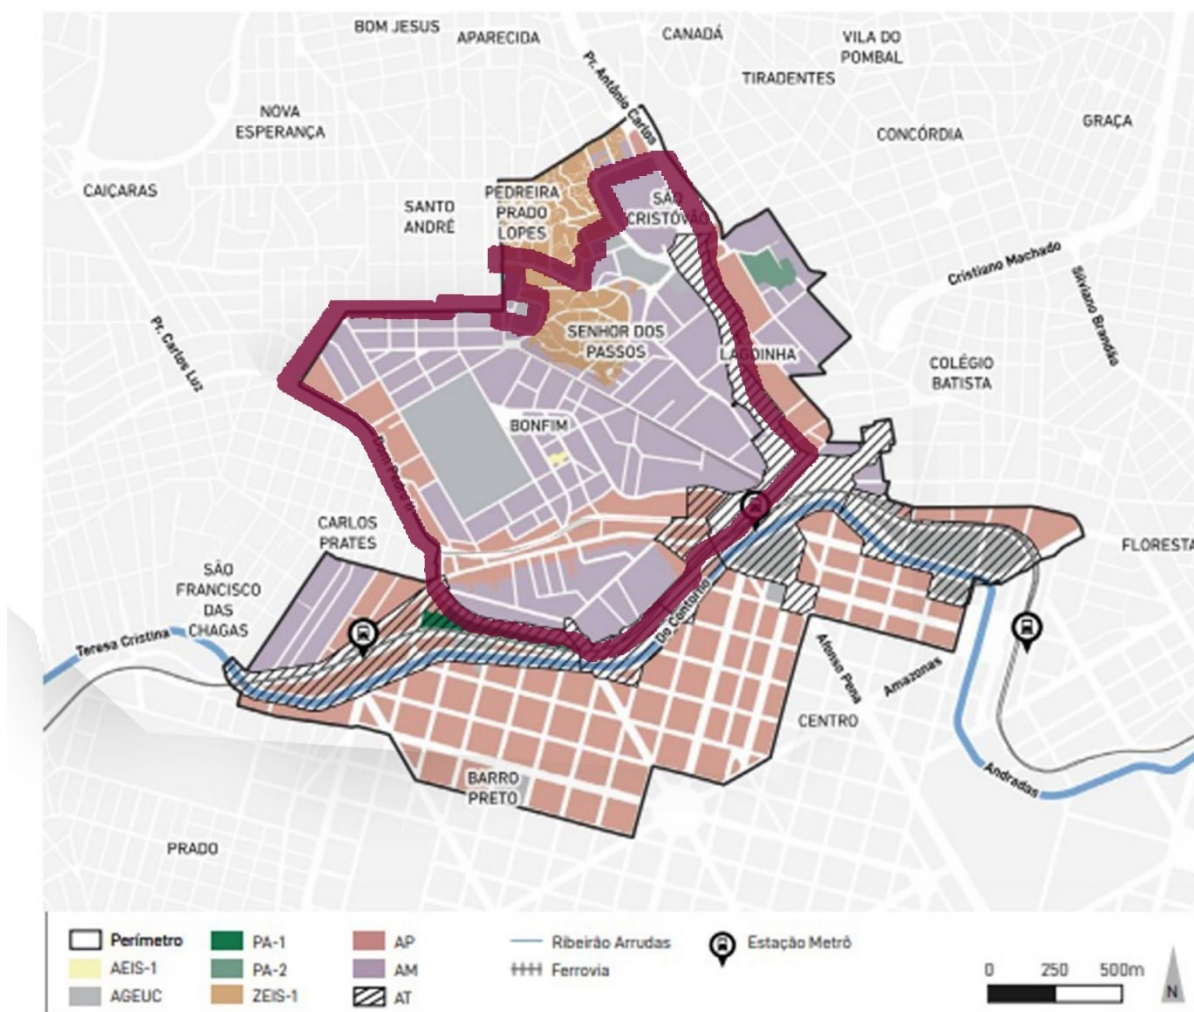 BOM JESUS
APARECIDA
CANADÁ
VILA DO
POMBAL
TIRADENTES
Pr. Antônio Carlos
NOVA
ESPERANÇA
CONCÓRDIA
GRAÇA
CAIÇARAS
SANTO
ANDRÉ
PEDREIRA
PRADO
LOPES
SÃO
CRISTÓVÃO
Cristiano Machado
Silviano Brandão
Pr. Carlos Luz
SENHOR DOS
PASSOS
LAGOINHA
COLÉGIO
BATISTA
BONFIM
CARLOS
PRATES
FLORESTA
SÃO
FRANCISCO
DAS
CHAGAS
Teresa Cristina
Do Contorno
Afonso Pena
Amazonas
CENTRO
Andradas
BARRO
PRETO
PRADO
Perímetro
AEIS-1
AGEUC
PA-1
PA-2
ZEIS-1
AP
AM
AT
Ribeirão Arrudas
Ferrovia
Estação Metrô
0 250 500m
N